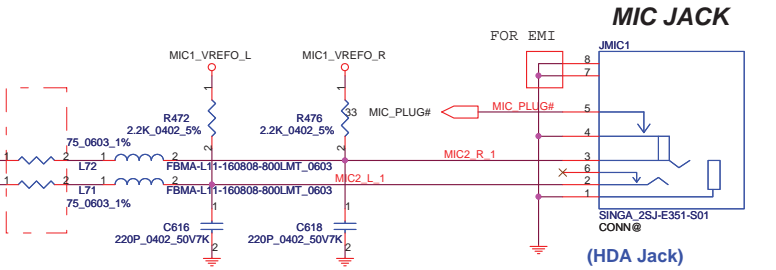 MIC JACK
FOR EMI
JMIC1
MIC1_VREFO_L
MIC1_VREFO_R
8
7
1
1
R472
2.2K_0402_5%
R476
2.2K_0402_5%
33
MIC_PLUG#
MIC_PLUG#
5
2
2
4
75_0603_1%
1
2
1
2
MIC2_R_1
3
L72
FBMA-L11-160808-800LMT_0603
6
1
2
1
2
MIC2_L_1
2
L71
FBMA-L11-160808-800LMT_0603
75_0603_1%
1
1
1
C616
220P_0402_50V7K
C618
220P_0402_50V7K
2
2
SINGA_2SJ-E351-S01
CONN@
(HDA Jack)